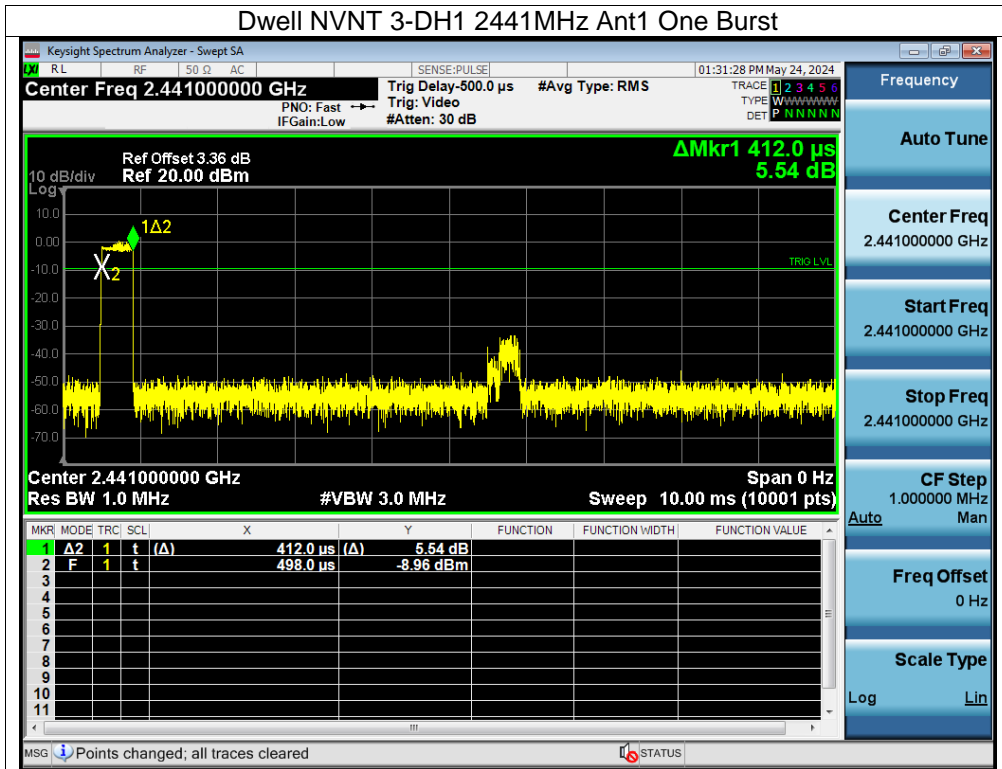 Dwell NVNT 3-DH1 2441MHz Ant1 One Burst
Keysight Spectrum Analyzer - Swept SA
LXI RL RF 50 Ω AC SENSE:PULSE 01:31:28 PM May 24, 2024
Center Freq 2.441000000 GHz Trig Delay-500.0 µs #Avg Type: RMS TRACE 1 2 3 4 5 6
PNO: Fast Trig: Video TYPE WWWWWW
IFGain:Low #Atten: 30 dB DET P N N N N N
ΔMkr1 412.0 µs
5.54 dB
Ref Offset 3.36 dB
10 dB/div Ref 20.00 dBm
Log
10.0
0.00
-10.0
-20.0
-30.0
-40.0
-50.0
-60.0
-70.0
1Δ2
2
TRIG LVL
Center 2.441000000 GHz Span 0 Hz
Res BW 1.0 MHz #VBW 3.0 MHz Sweep 10.00 ms (10001 pts)
MKR MODE TRC SCL X Y FUNCTION FUNCTION WIDTH FUNCTION VALUE
1 Δ2 1 t (Δ) 412.0 µs (Δ) 5.54 dB
2 F 1 t 498.0 µs -8.96 dBm
3
4
5
6
7
8
9
10
11
MSG Points changed; all traces cleared STATUS
Frequency
Auto Tune
Center Freq
2.441000000 GHz
Start Freq
2.441000000 GHz
Stop Freq
2.441000000 GHz
CF Step
1.000000 MHz
Auto Man
Freq Offset
0 Hz
Scale Type
Log Lin